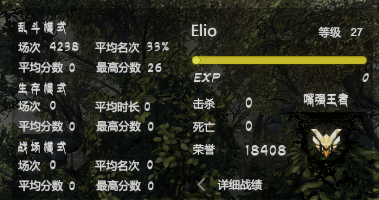 乱斗模式
场次 4238 平均名次 33%
平均分数 0 最高分数 26
生存模式
场次 0 平均时长 0
平均分数 0 最高分数 0
战场模式
场次 0 平均名次 0
平均分数 0 最高分数 0
Elio 等级 27
EXP 0
击杀 0 嘴强王者
死亡 0
荣誉 18408
详细战绩